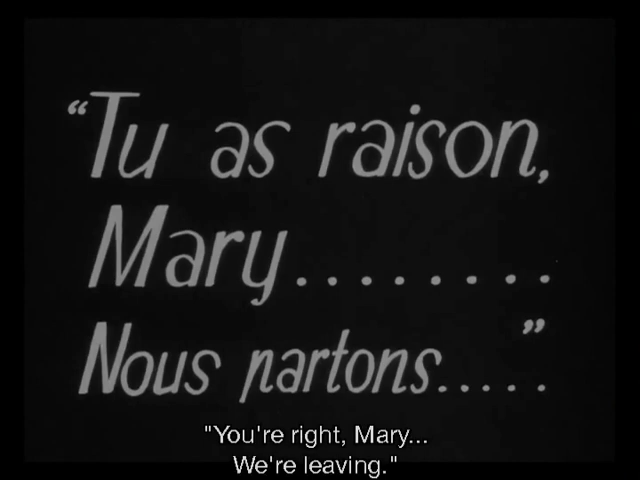 “Tu as raison,
Mary........
Nous partons.....”
"You're right, Mary...
We're leaving."